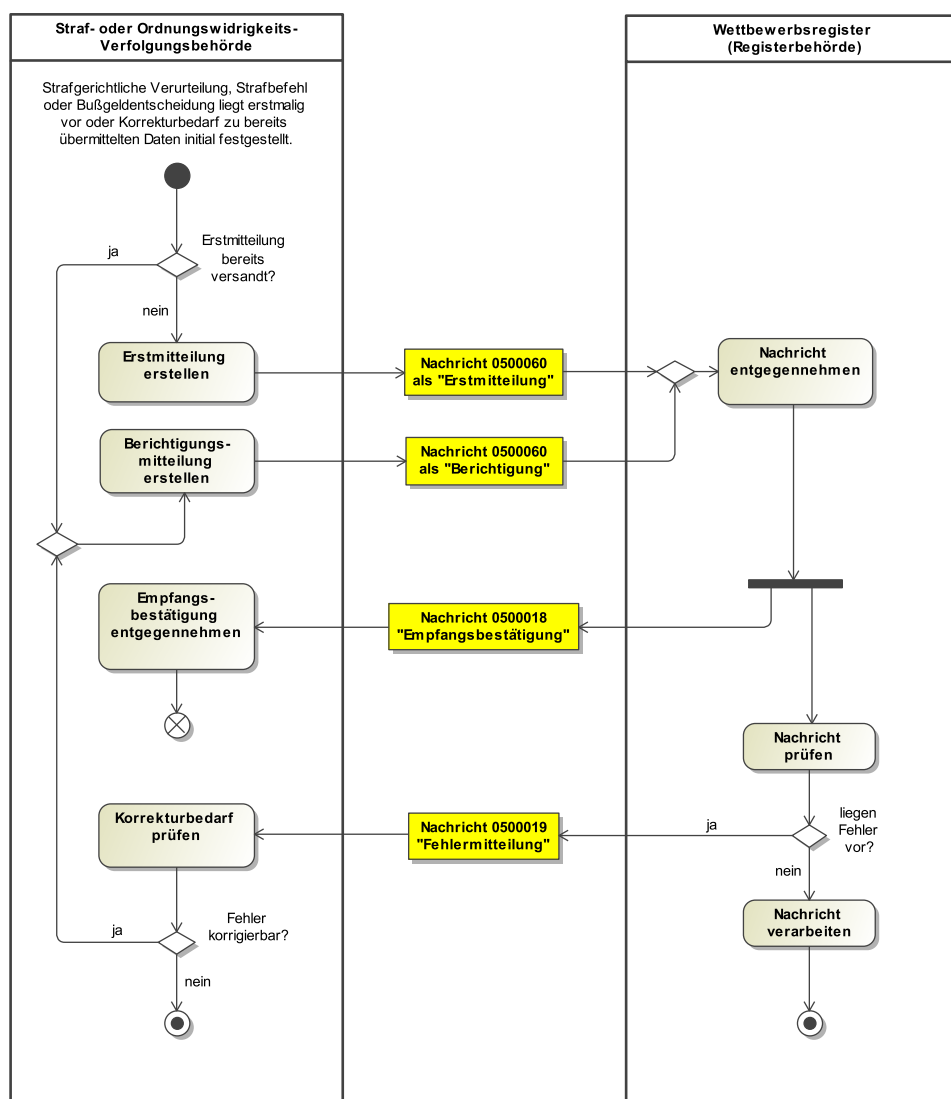 Straf- oder Ordnungswidrigkeits-
Verfolgungsbehörde
Wettbewerbsregister
(Registerbehörde)
Strafgerichtliche Verurteilung, Strafbefehl
oder Bußgeldentscheidung liegt erstmalig
vor oder Korrekturbedarf zu bereits
übermittelten Daten initial festgestellt.
ja
Erstmitteilung
bereits
versandt?
nein
Erstmitteilung
erstellen
Nachricht 0500060
als "Erstmitteilung"
Nachricht
entgegennehmen
Berichtigungs-
mitteilung
erstellen
Nachricht 0500060
als "Berichtigung"
Empfangs-
bestätigung
entgegennehmen
Nachricht 0500018
"Empfangsbestätigung"
Nachricht
prüfen
Korrekturbedarf
prüfen
Nachricht 0500019
"Fehlermitteilung"
ja
liegen
Fehler
vor?
nein
Nachricht
verarbeiten
ja
Fehler
korrigierbar?
nein